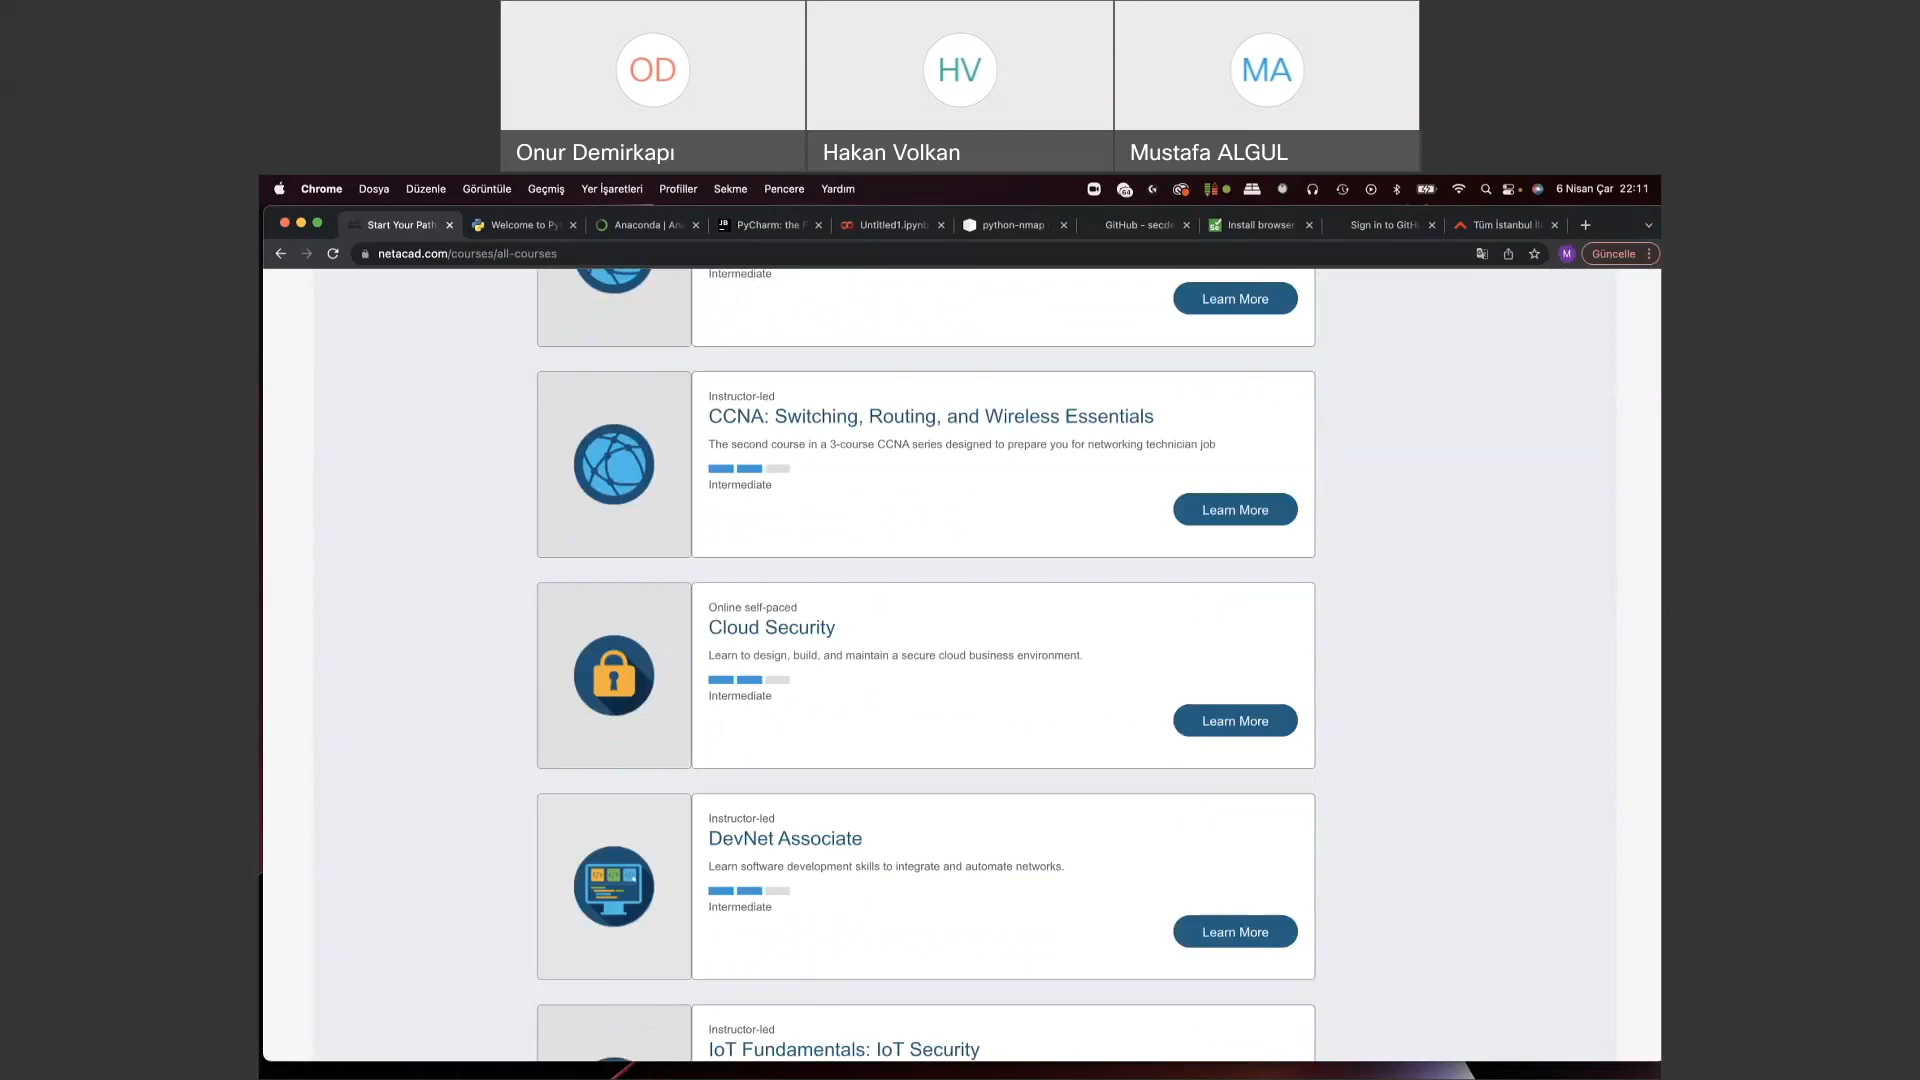 OD
HV
MA
Onur Demirkapı
Hakan Volkan
Mustafa ALGUL
Chrome Dosya Düzenle Görüntüle Geçmiş Yer İşaretleri Profiller Sekme Pencere Yardım
64
6 Nisan Çar 22:11
Start Your Path
Welcome to Py
Anaconda | An
JB
PyCharm: the P
Untitled1.ipynb
python-nmap
GitHub - secde
Se
Install browser
Sign in to GitH
Tüm İstanbul İl
netacad.com/courses/all-courses
M
Güncelle
Intermediate
Learn More
Instructor-led
CCNA: Switching, Routing, and Wireless Essentials
The second course in a 3-course CCNA series designed to prepare you for networking technician job
Intermediate
Learn More
Online self-paced
Cloud Security
Learn to design, build, and maintain a secure cloud business environment.
Intermediate
Learn More
Instructor-led
DevNet Associate
Learn software development skills to integrate and automate networks.
Intermediate
Learn More
Instructor-led
IoT Fundamentals: IoT Security